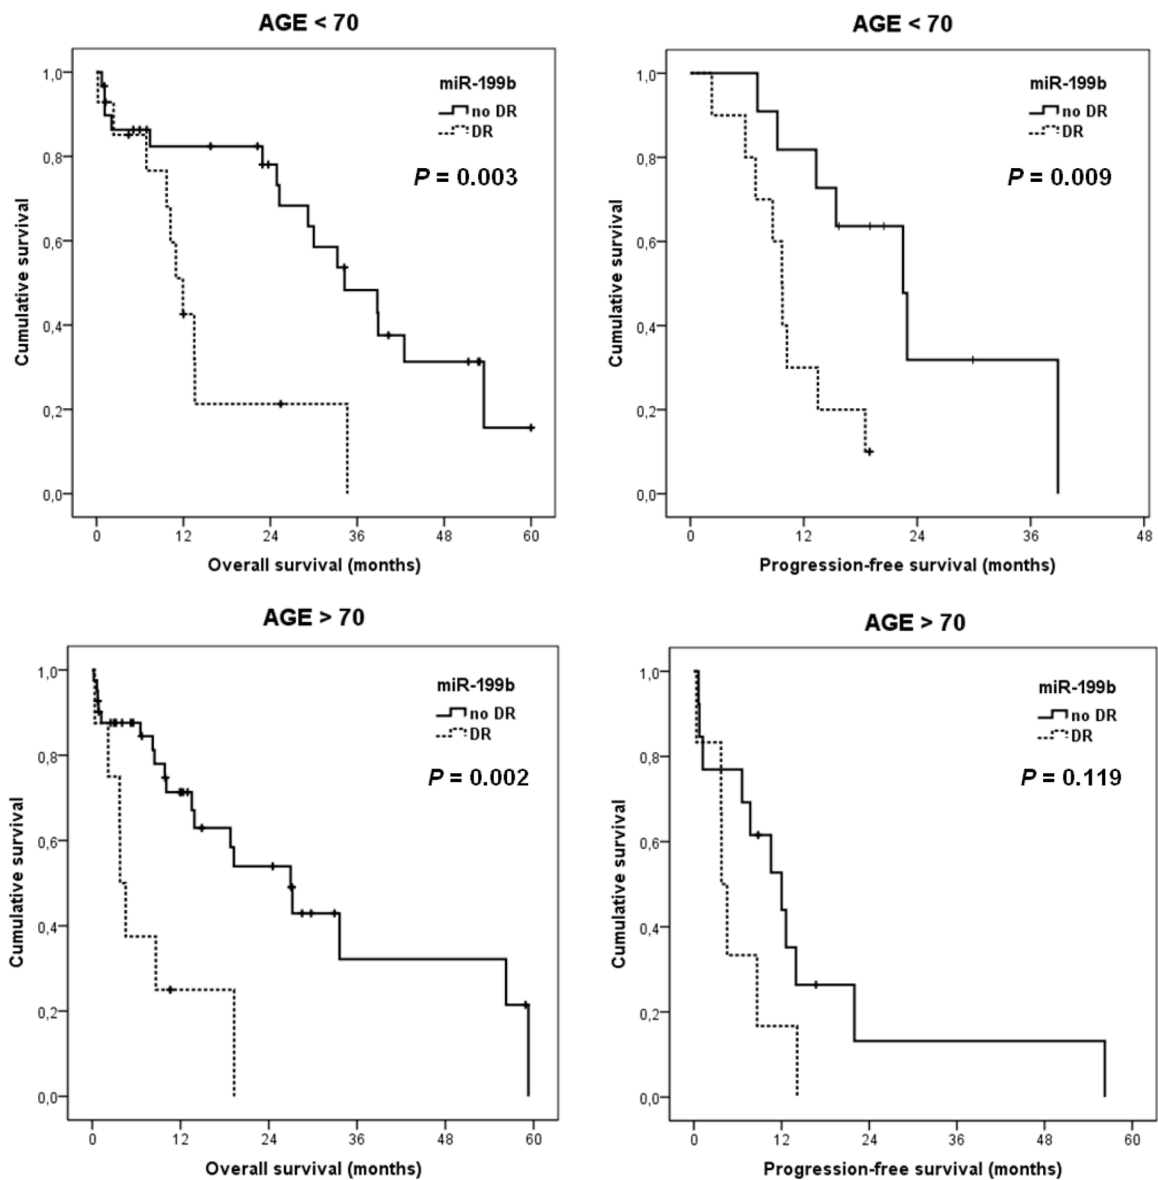 AGE < 70
1,0
0,8
0,6
0,4
0,2
0,0
Cumulative survival
miR-199b
no DR
DR
P = 0.003
0 12 24 36 48 60
Overall survival (months)
AGE < 70
1,0
0,8
0,6
0,4
0,2
0,0
Cumulative survival
miR-199b
no DR
DR
P = 0.009
0 12 24 36 48
Progression-free survival (months)
AGE > 70
1,0
0,8
0,6
0,4
0,2
0,0
Cumulative survival
miR-199b
no DR
DR
P = 0.002
0 12 24 36 48 60
Overall survival (months)
AGE > 70
1,0
0,8
0,6
0,4
0,2
0,0
Cumulative survival
miR-199b
no DR
DR
P = 0.119
0 12 24 36 48 60
Progression-free survival (months)